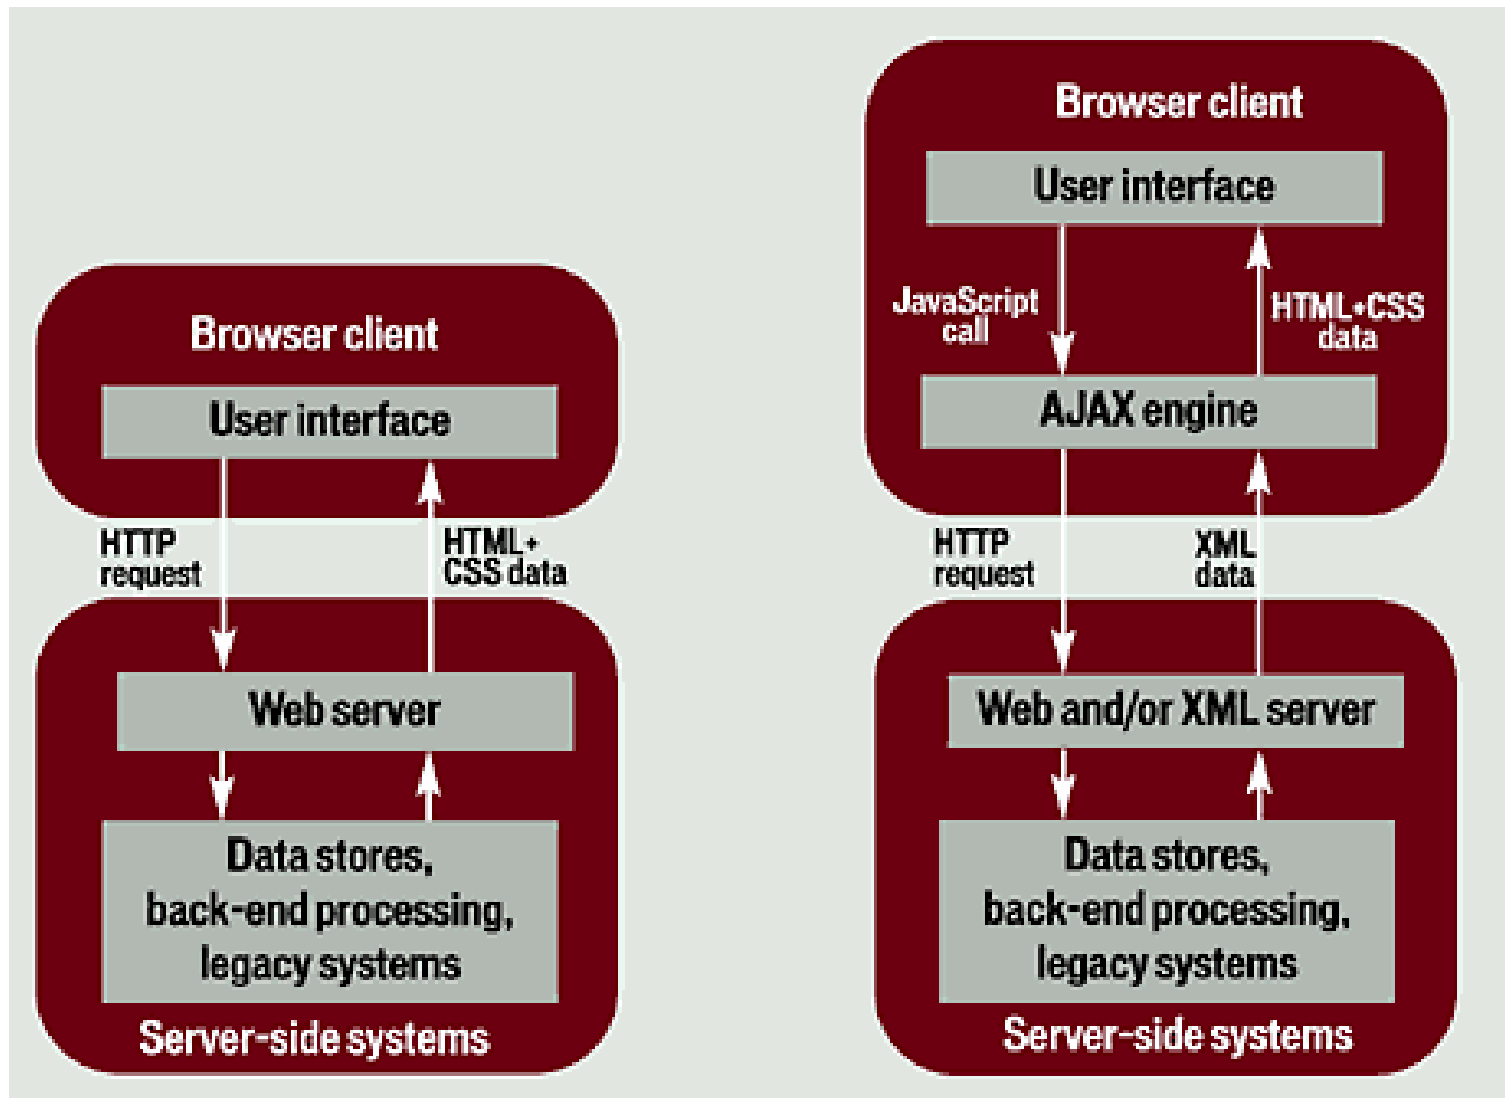 Browser client
User interface
HTTP
request
HTML+
CSS data
Web server
Data stores,
back-end processing,
legacy systems
Server-side systems
Browser client
User interface
JavaScript
call
HTML+CSS
data
AJAX engine
HTTP
request
XML
data
Web and/or XML server
Data stores,
back-end processing,
legacy systems
Server-side systems